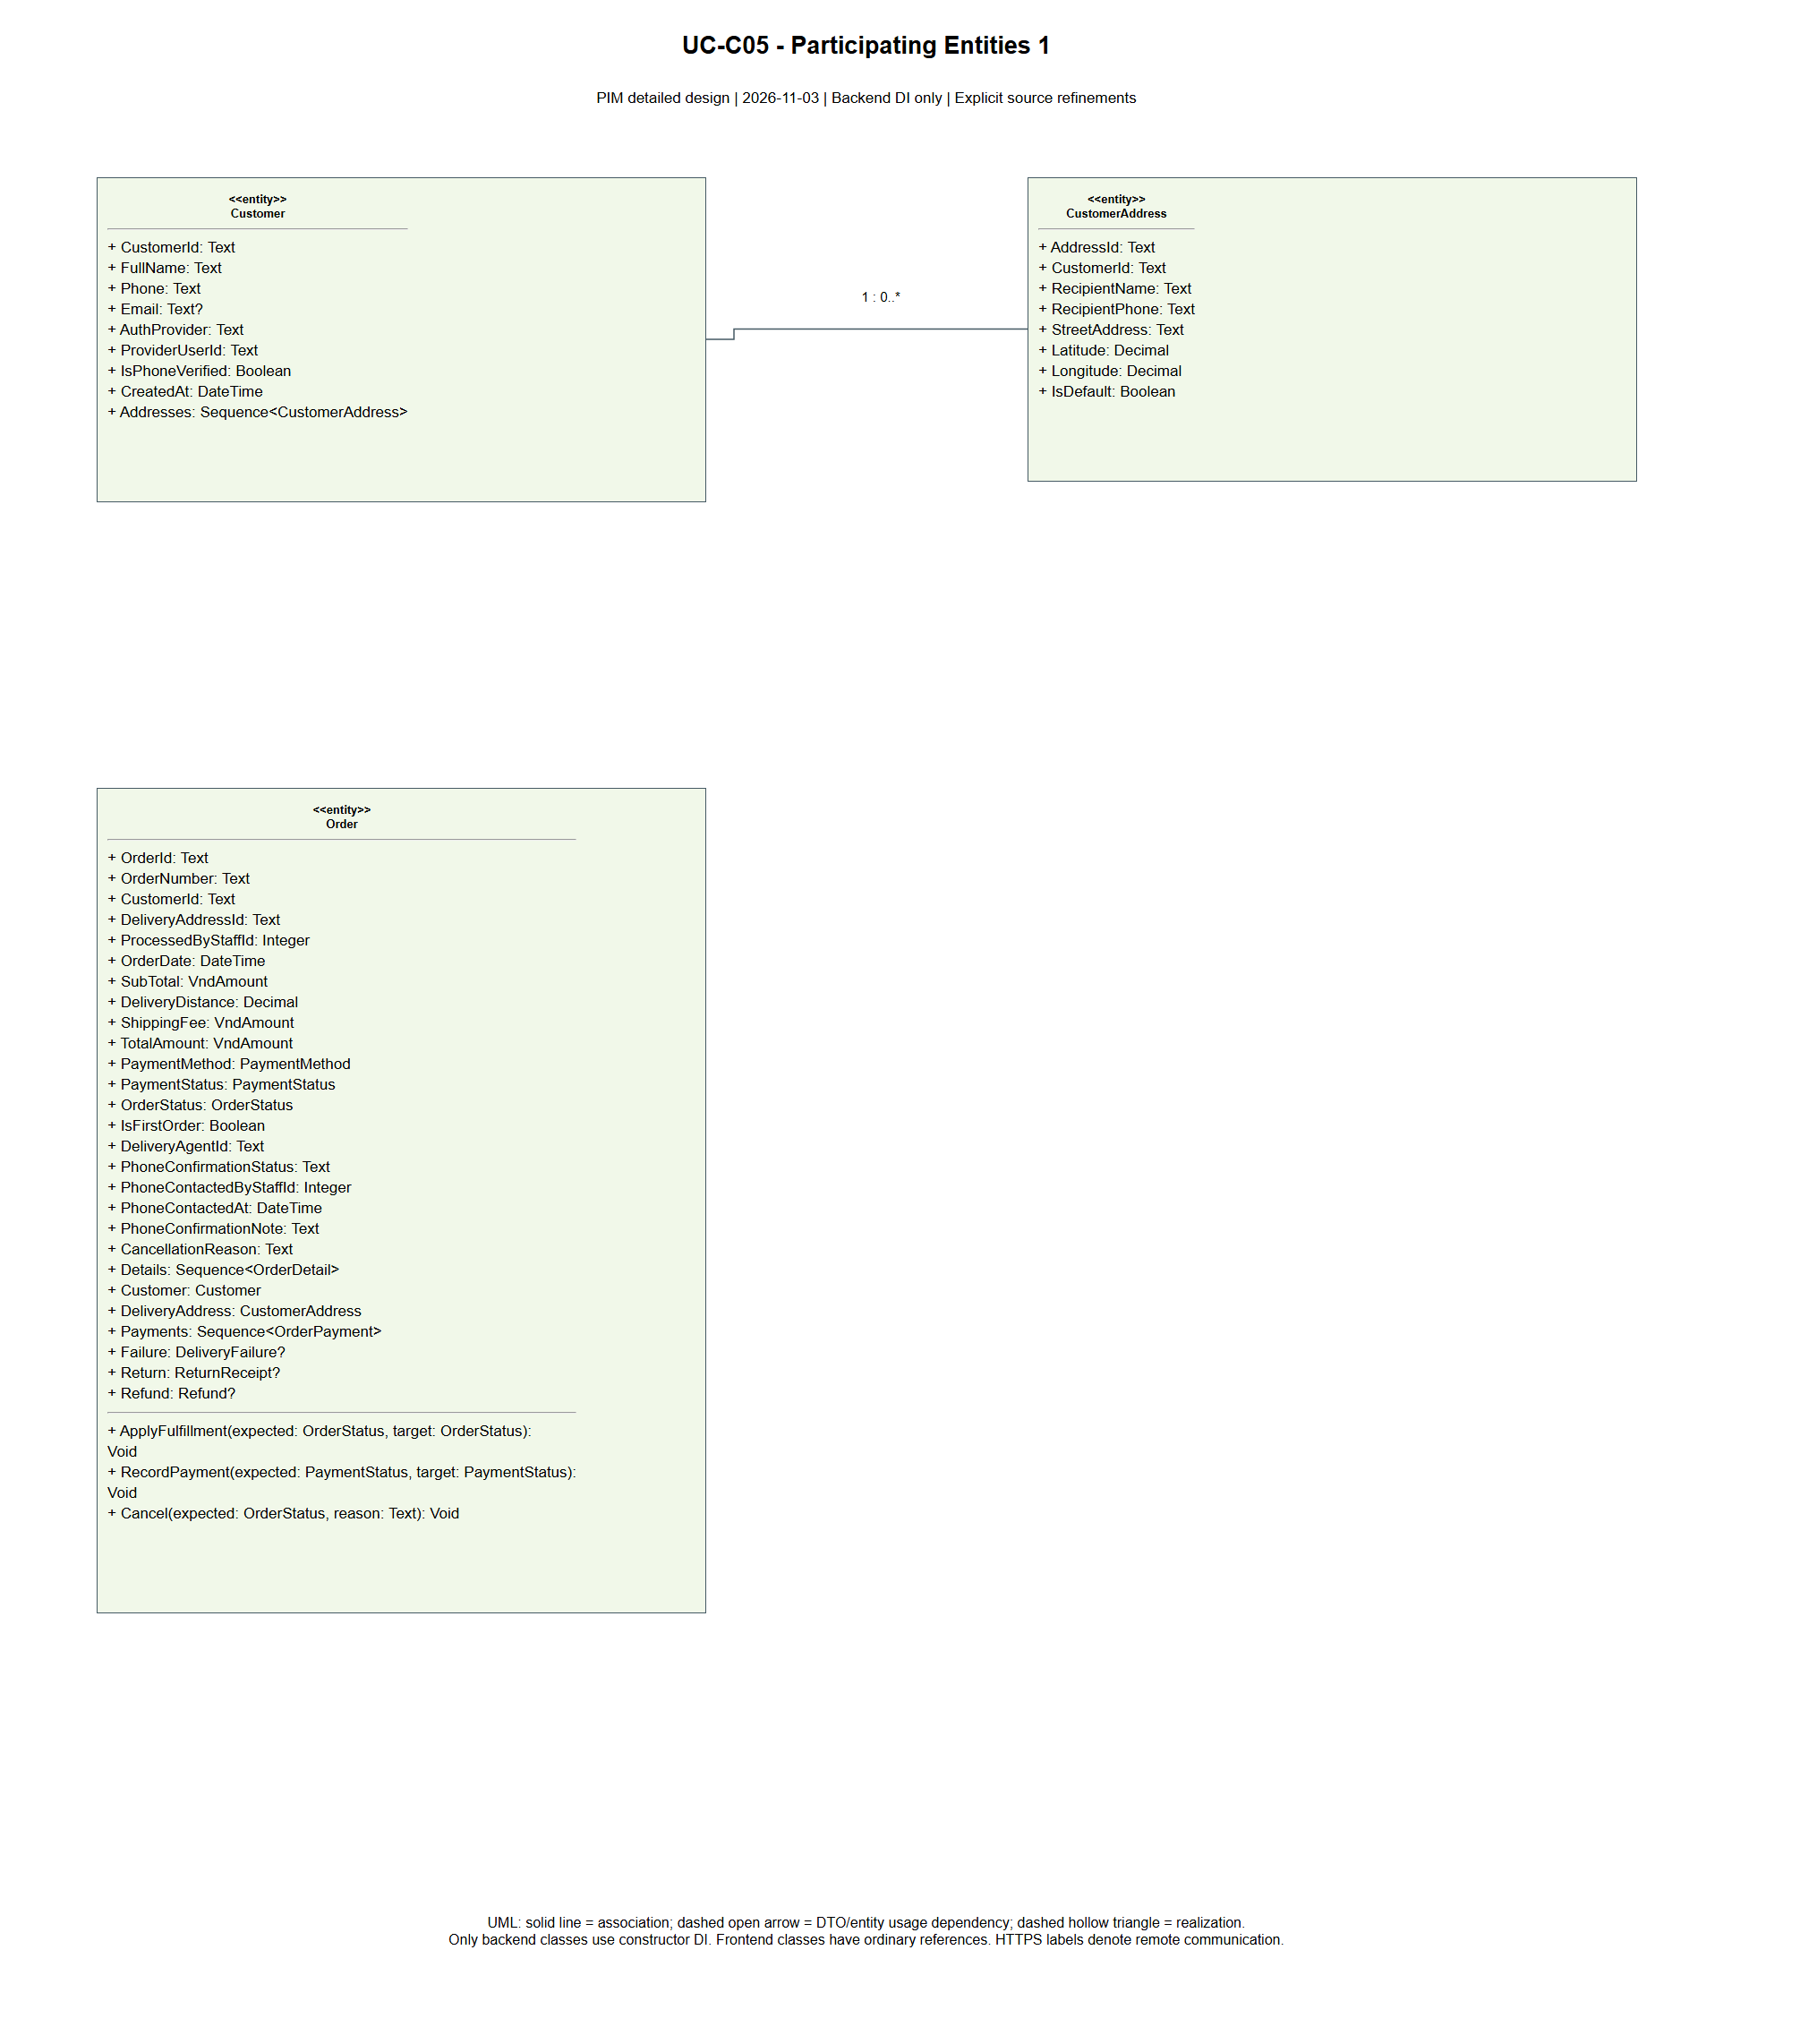 UC-C05 - Participating Entities 1
PIM detailed design | 2026-11-03 | Backend DI only | Explicit source refinements
<<entity>>
Customer
+ CustomerId: Text
+ FullName: Text
+ Phone: Text
+ Email: Text?
+ AuthProvider: Text
+ ProviderUserId: Text
+ IsPhoneVerified: Boolean
+ CreatedAt: DateTime
+ Addresses: Sequence<CustomerAddress>
1 : 0..*
<<entity>>
CustomerAddress
+ AddressId: Text
+ CustomerId: Text
+ RecipientName: Text
+ RecipientPhone: Text
+ StreetAddress: Text
+ Latitude: Decimal
+ Longitude: Decimal
+ IsDefault: Boolean
<<entity>>
Order
+ OrderId: Text
+ OrderNumber: Text
+ CustomerId: Text
+ DeliveryAddressId: Text
+ ProcessedByStaffId: Integer
+ OrderDate: DateTime
+ SubTotal: VndAmount
+ DeliveryDistance: Decimal
+ ShippingFee: VndAmount
+ TotalAmount: VndAmount
+ PaymentMethod: PaymentMethod
+ PaymentStatus: PaymentStatus
+ OrderStatus: OrderStatus
+ IsFirstOrder: Boolean
+ DeliveryAgentId: Text
+ PhoneConfirmationStatus: Text
+ PhoneContactedByStaffId: Integer
+ PhoneContactedAt: DateTime
+ PhoneConfirmationNote: Text
+ CancellationReason: Text
+ Details: Sequence<OrderDetail>
+ Customer: Customer
+ DeliveryAddress: CustomerAddress
+ Payments: Sequence<OrderPayment>
+ Failure: DeliveryFailure?
+ Return: ReturnReceipt?
+ Refund: Refund?
+ ApplyFulfillment(expected: OrderStatus, target: OrderStatus):
Void
+ RecordPayment(expected: PaymentStatus, target: PaymentStatus):
Void
+ Cancel(expected: OrderStatus, reason: Text): Void
UML: solid line = association; dashed open arrow = DTO/entity usage dependency; dashed hollow triangle = realization.
Only backend classes use constructor DI. Frontend classes have ordinary references. HTTPS labels denote remote communication.